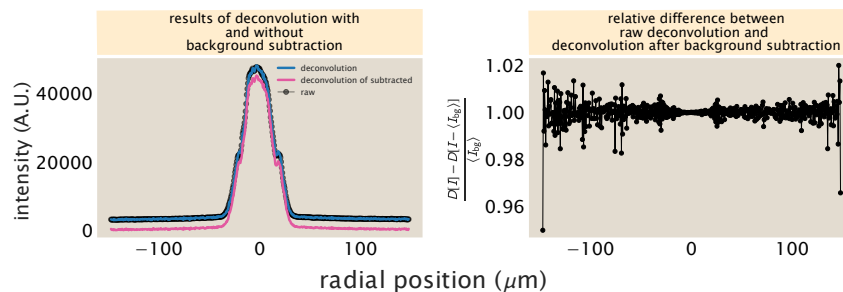 results of deconvolution with
and without
background subtraction
deconvolution
deconvolution of subtracted
raw
intensity (A.U.)
40000
20000
0
−100
0
100
relative difference between
raw deconvolution and
deconvolution after background subtraction
D[I] − D[I − ⟨I_bg⟩]
⟨I_bg⟩
1.02
1.00
0.98
0.96
−100
0
100
radial position (μm)